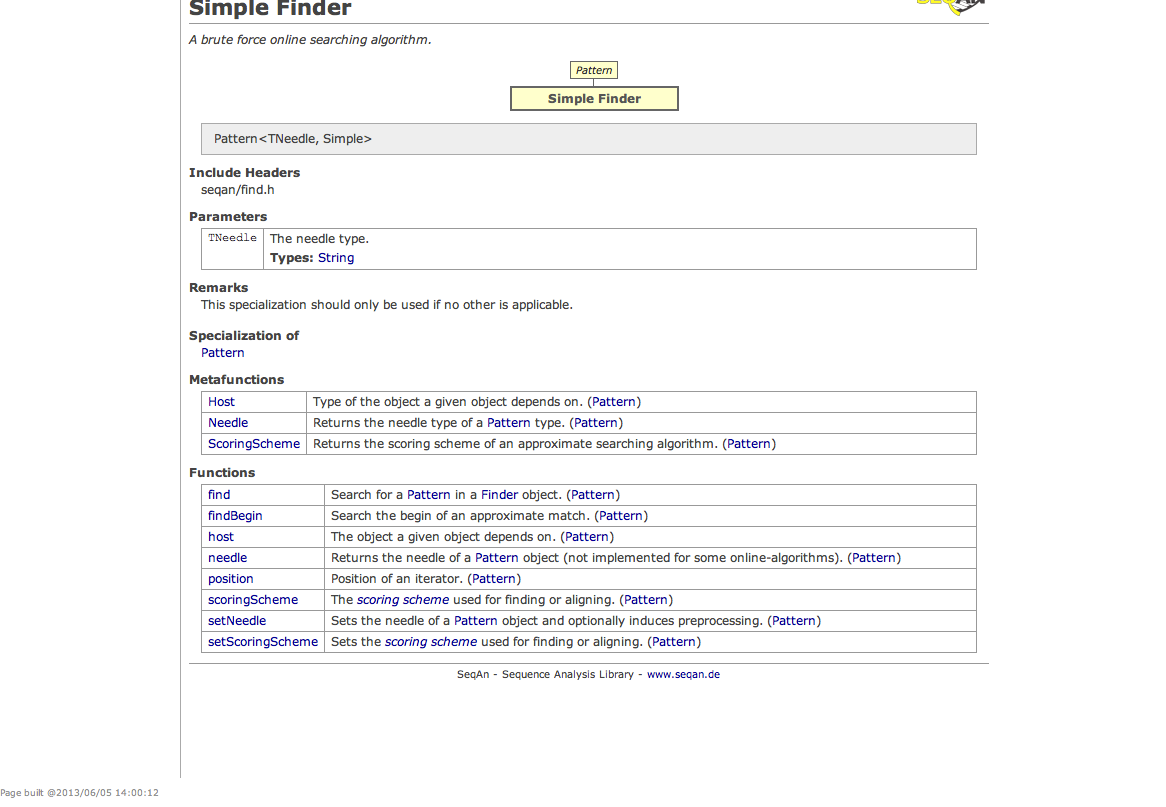 Simple Finder
A brute force online searching algorithm.
Pattern
Simple Finder
Pattern<TNeedle, Simple>
Include Headers
seqan/find.h
Parameters
TNeedle The needle type.
Types: String
Remarks
This specialization should only be used if no other is applicable.
Specialization of
Pattern
Metafunctions
Host Type of the object a given object depends on. (Pattern)
Needle Returns the needle type of a Pattern type. (Pattern)
ScoringScheme Returns the scoring scheme of an approximate searching algorithm. (Pattern)
Functions
find Search for a Pattern in a Finder object. (Pattern)
findBegin Search the begin of an approximate match. (Pattern)
host The object a given object depends on. (Pattern)
needle Returns the needle of a Pattern object (not implemented for some online-algorithms). (Pattern)
position Position of an iterator. (Pattern)
scoringScheme The scoring scheme used for finding or aligning. (Pattern)
setNeedle Sets the needle of a Pattern object and optionally induces preprocessing. (Pattern)
setScoringScheme Sets the scoring scheme used for finding or aligning. (Pattern)
SeqAn - Sequence Analysis Library - www.seqan.de
Page built @2013/06/05 14:00:12